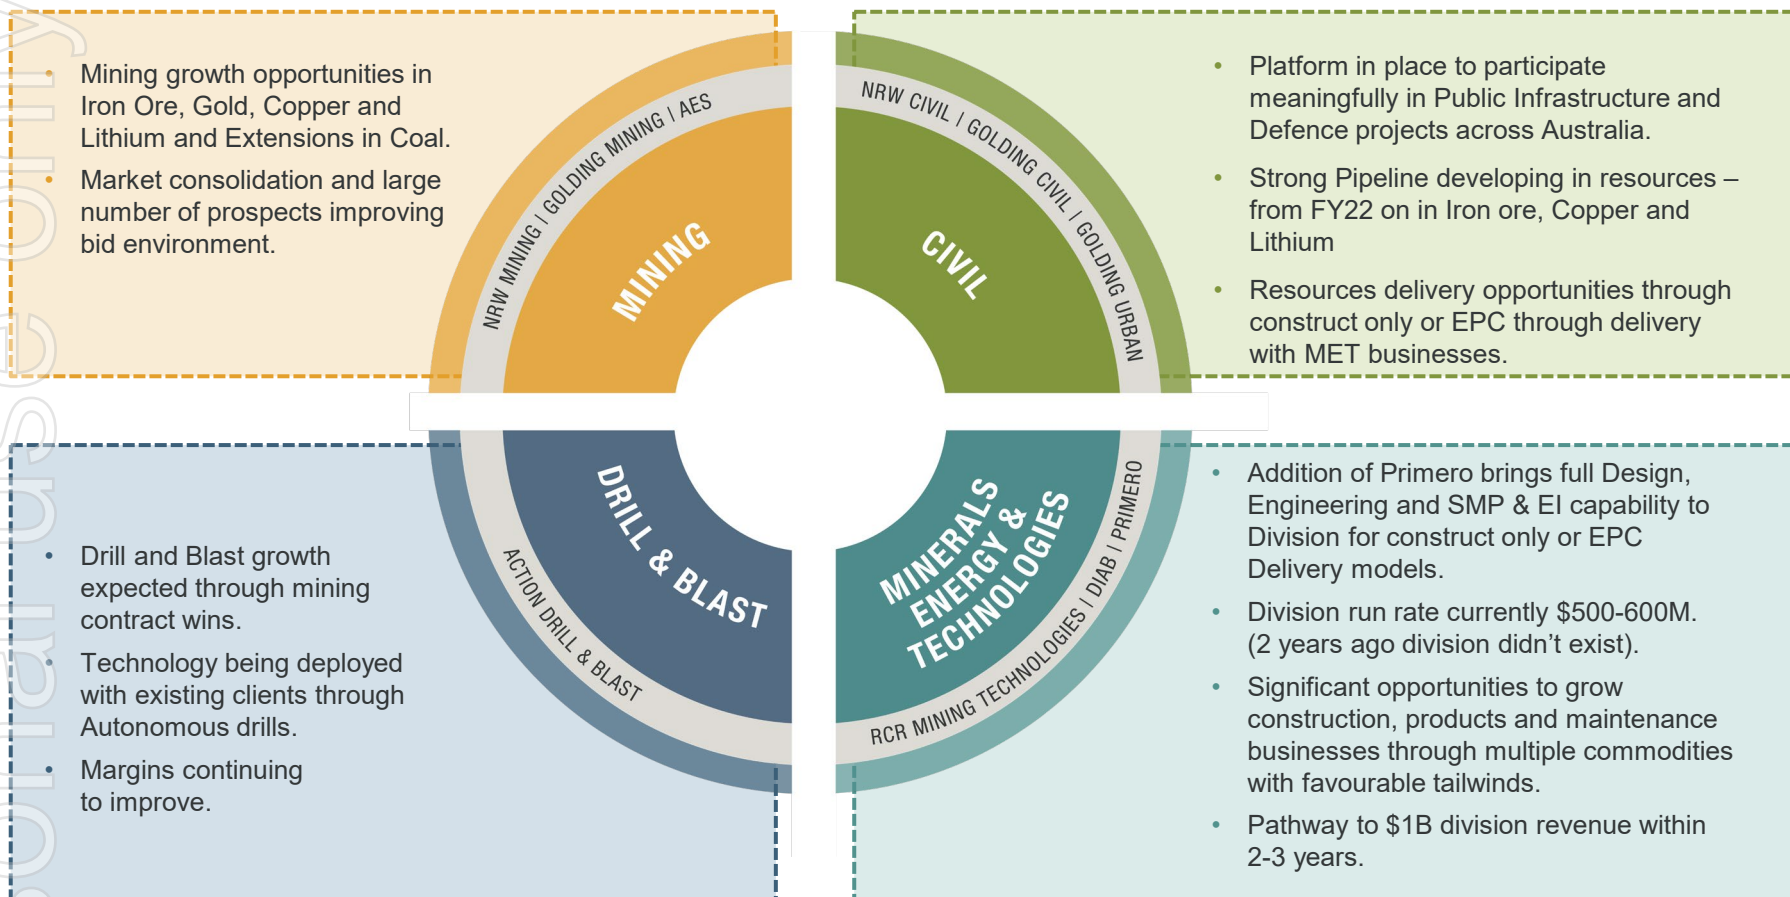 • Mining growth opportunities in
Iron Ore, Gold, Copper and
Lithium and Extensions in Coal.
• Market consolidation and large
number of prospects improving
bid environment.
NRW MINING | GOLDING MINING | AES
MINING
NRW CIVIL | GOLDING CIVIL | GOLDING URBAN
CIVIL
• Platform in place to participate
meaningfully in Public Infrastructure and
Defence projects across Australia.
• Strong Pipeline developing in resources –
from FY22 on in Iron ore, Copper and
Lithium
• Resources delivery opportunities through
construct only or EPC through delivery
with MET businesses.
• Drill and Blast growth
expected through mining
contract wins.
• Technology being deployed
with existing clients through
Autonomous drills.
• Margins continuing
to improve.
DRILL & BLAST
ACTION DRILL & BLAST
MINERALS
ENERGY &
TECHNOLOGIES
RCR MINING TECHNOLOGIES | DIAB | PRIMERO
• Addition of Primero brings full Design,
Engineering and SMP & EI capability to
Division for construct only or EPC
Delivery models.
• Division run rate currently $500-600M.
(2 years ago division didn’t exist).
• Significant opportunities to grow
construction, products and maintenance
businesses through multiple commodities
with favourable tailwinds.
• Pathway to $1B division revenue within
2-3 years.
use only